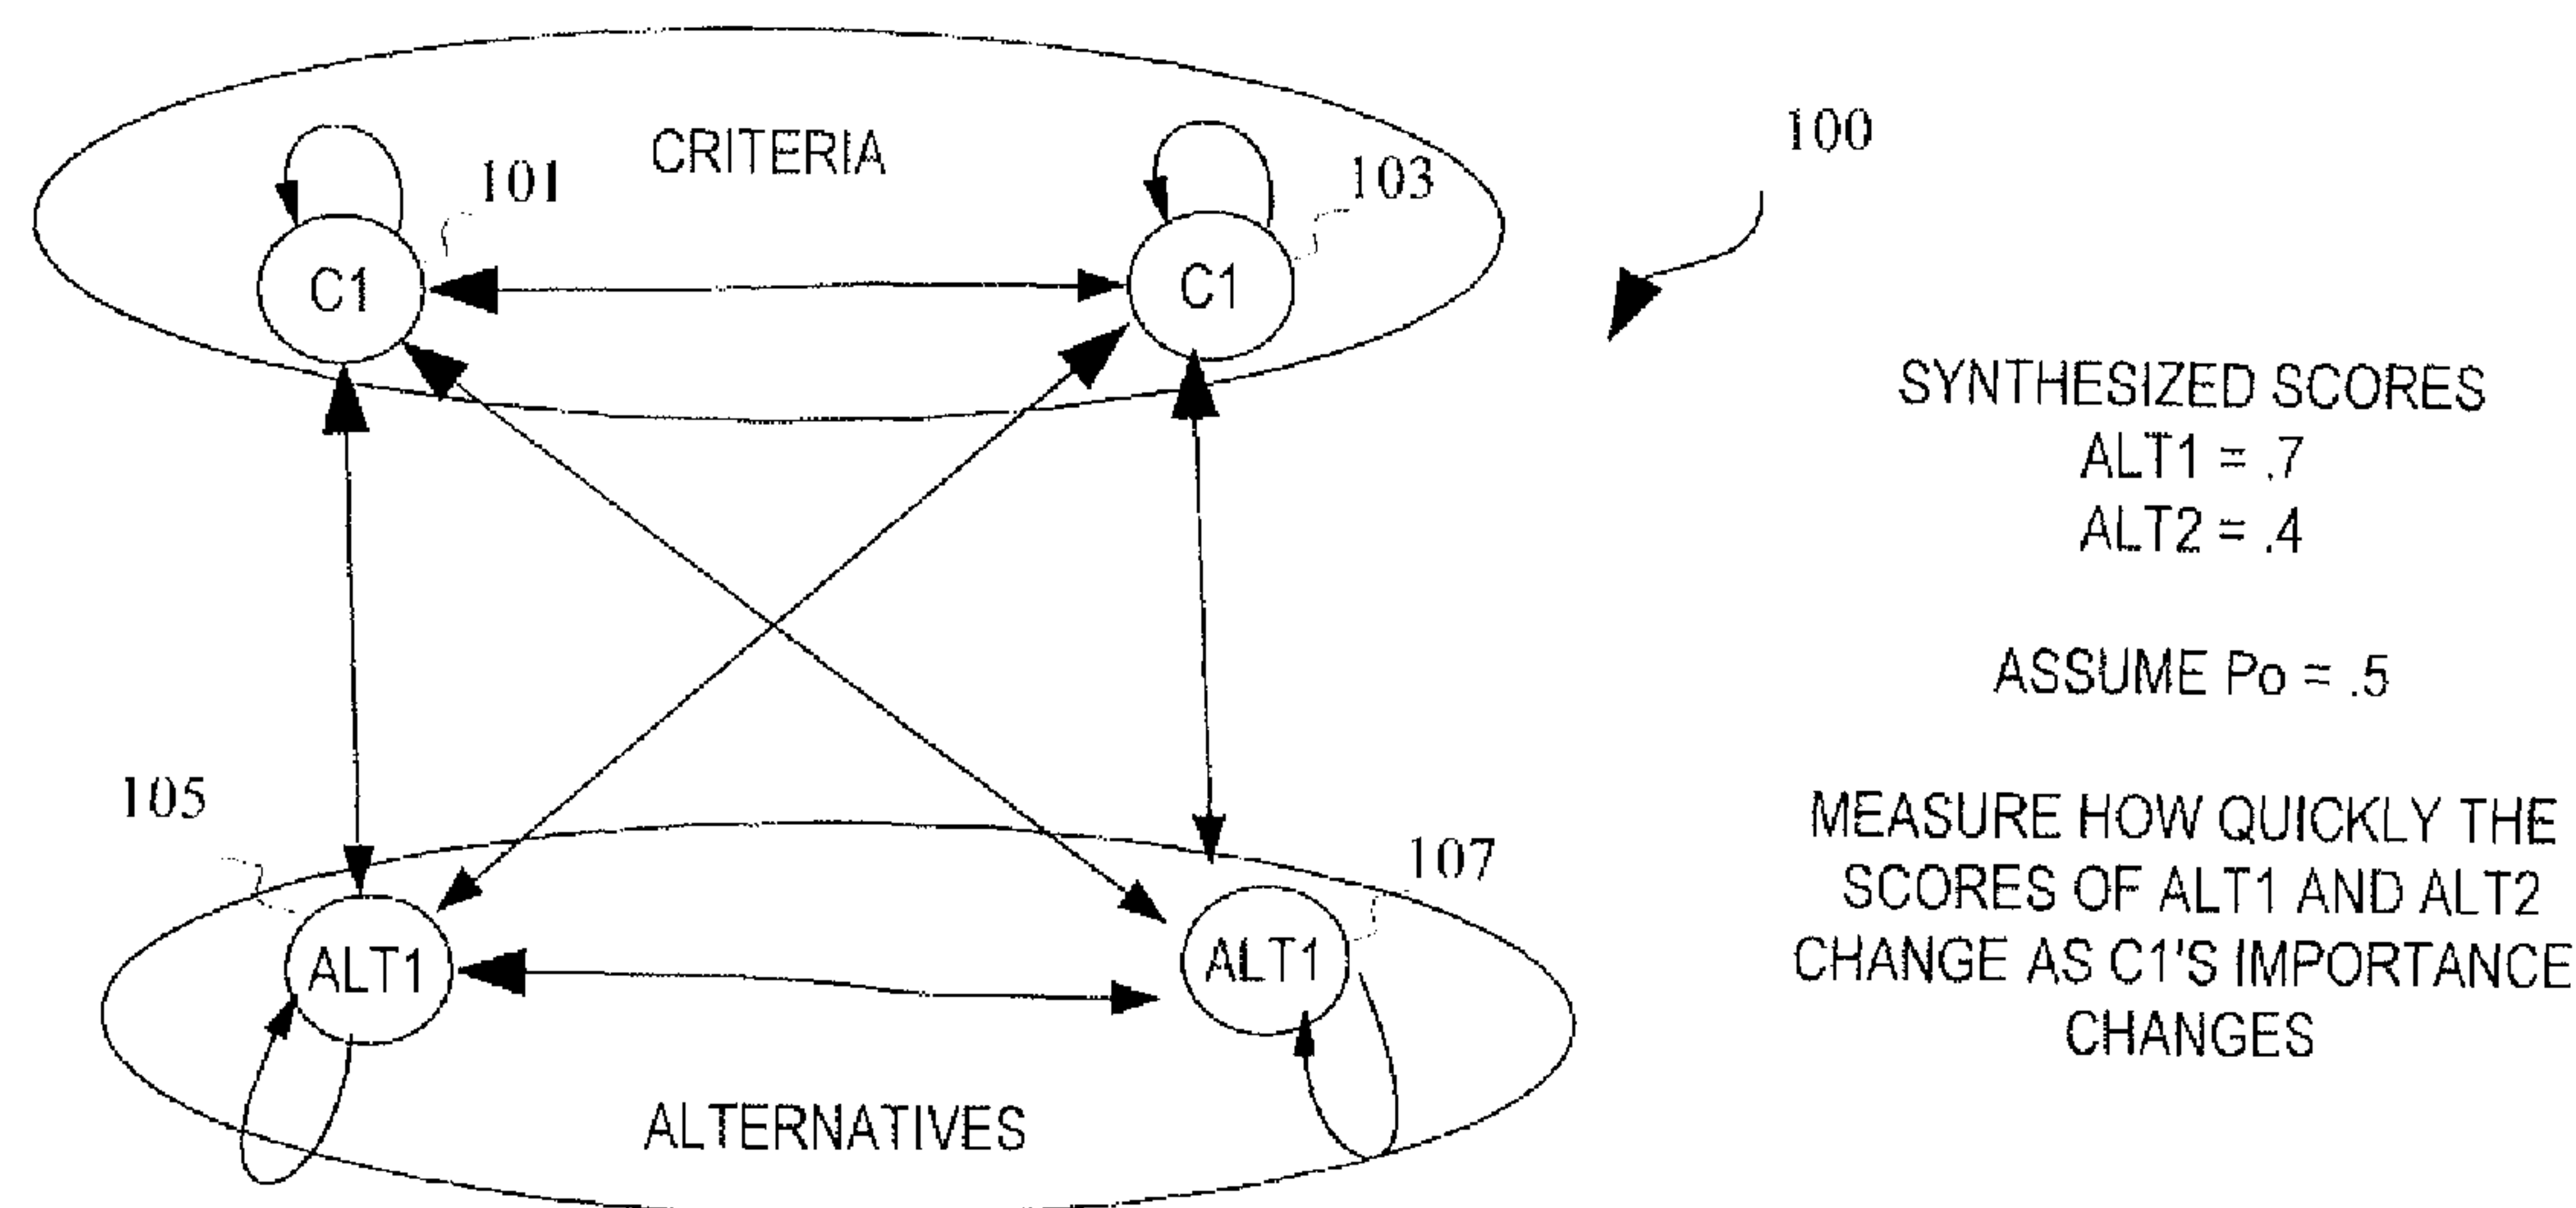 CRITERIA
100
101
103
C1
C1
SYNTHESIZED SCORES
ALT1 = .7
ALT2 = .4
ASSUME Po = .5
MEASURE HOW QUICKLY THE
SCORES OF ALT1 AND ALT2
CHANGE AS C1'S IMPORTANCE
CHANGES
105
107
ALT1
ALT1
ALTERNATIVES